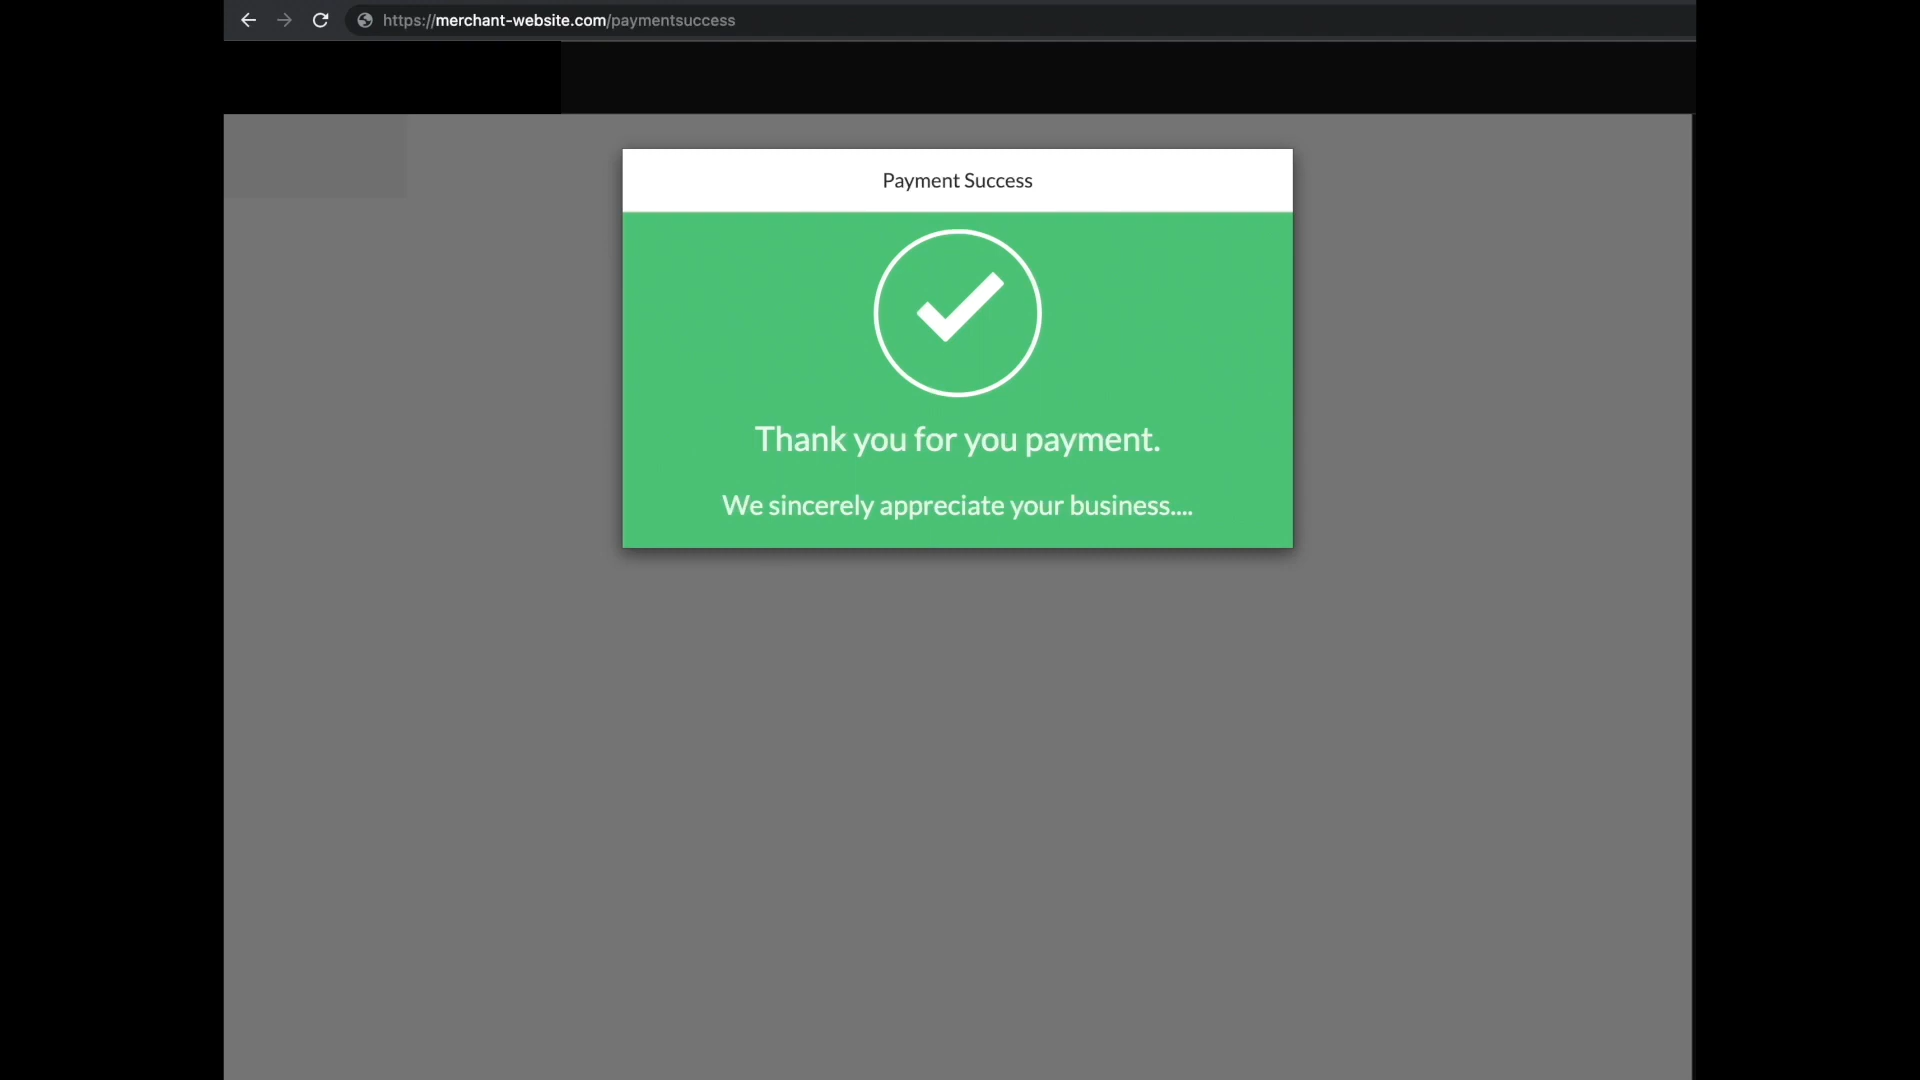 https://merchant-website.com/paymentsuccess
Payment Success
Thank you for you payment.
We sincerely appreciate your business....